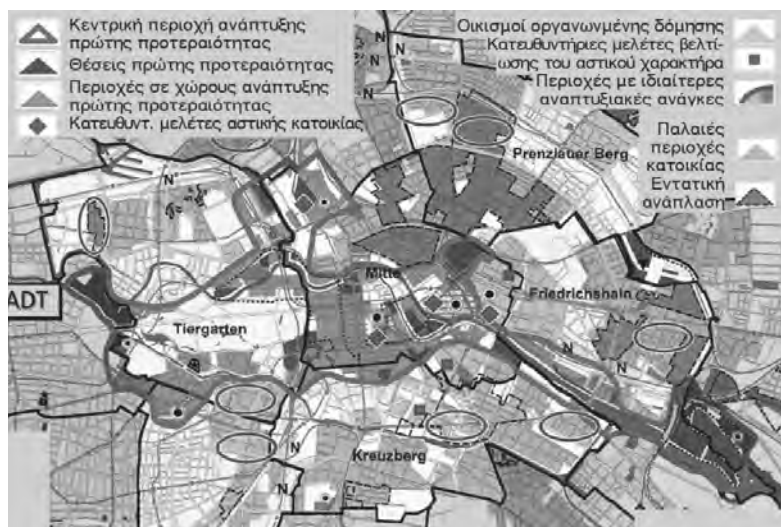 Κεντρική περιοχή ανάπτυξης
πρώτης προτεραιότητας
Θέσεις πρώτης προτεραιότητας
Περιοχές σε χώρους ανάπτυξης
πρώτης προτεραιότητας
Κατευθυντ. μελέτες αστικής κατοικίας
Οικισμοί οργανωνμένης δόμησης
Κατευθυντήριες μελέτες βελτί-
ωσης του αστικού χαρακτήρα
Περιοχές με ιδιαίτερες
αναπτυξιακές ανάγκες
Παλαιές
περιοχές
κατοικίας
Εντατική
ανάπλαση
N
N
Prenzlauer Berg
N
Mitte
ADT
Friedrichshain
Tiergarten
N
N
Kreuzberg
N